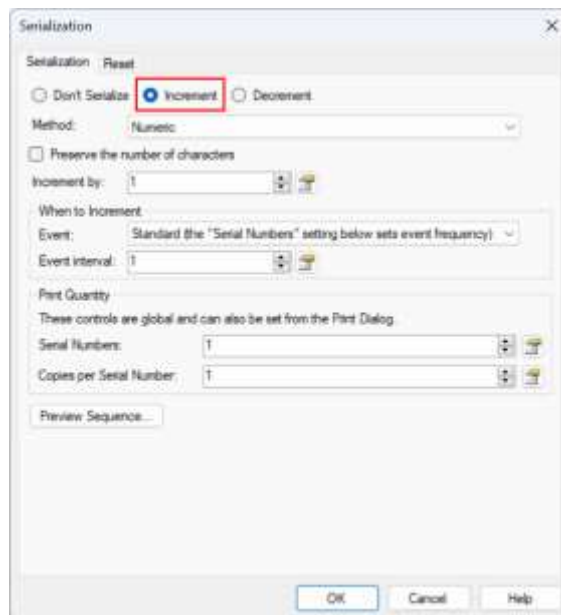 Serialization
Serialization Reset
Don't Serialize Increment Decrement
Method: Numeric
Preserve the number of characters
Increment by: 1
When to Increment
Event: Standard (the "Serial Numbers" setting below sets event frequency)
Event interval: 1
Print Quantity
These controls are global and can also be set from the Print Dialog.
Serial Numbers: 1
Copies per Serial Number: 1
Preview Sequence...
OK Cancel Help